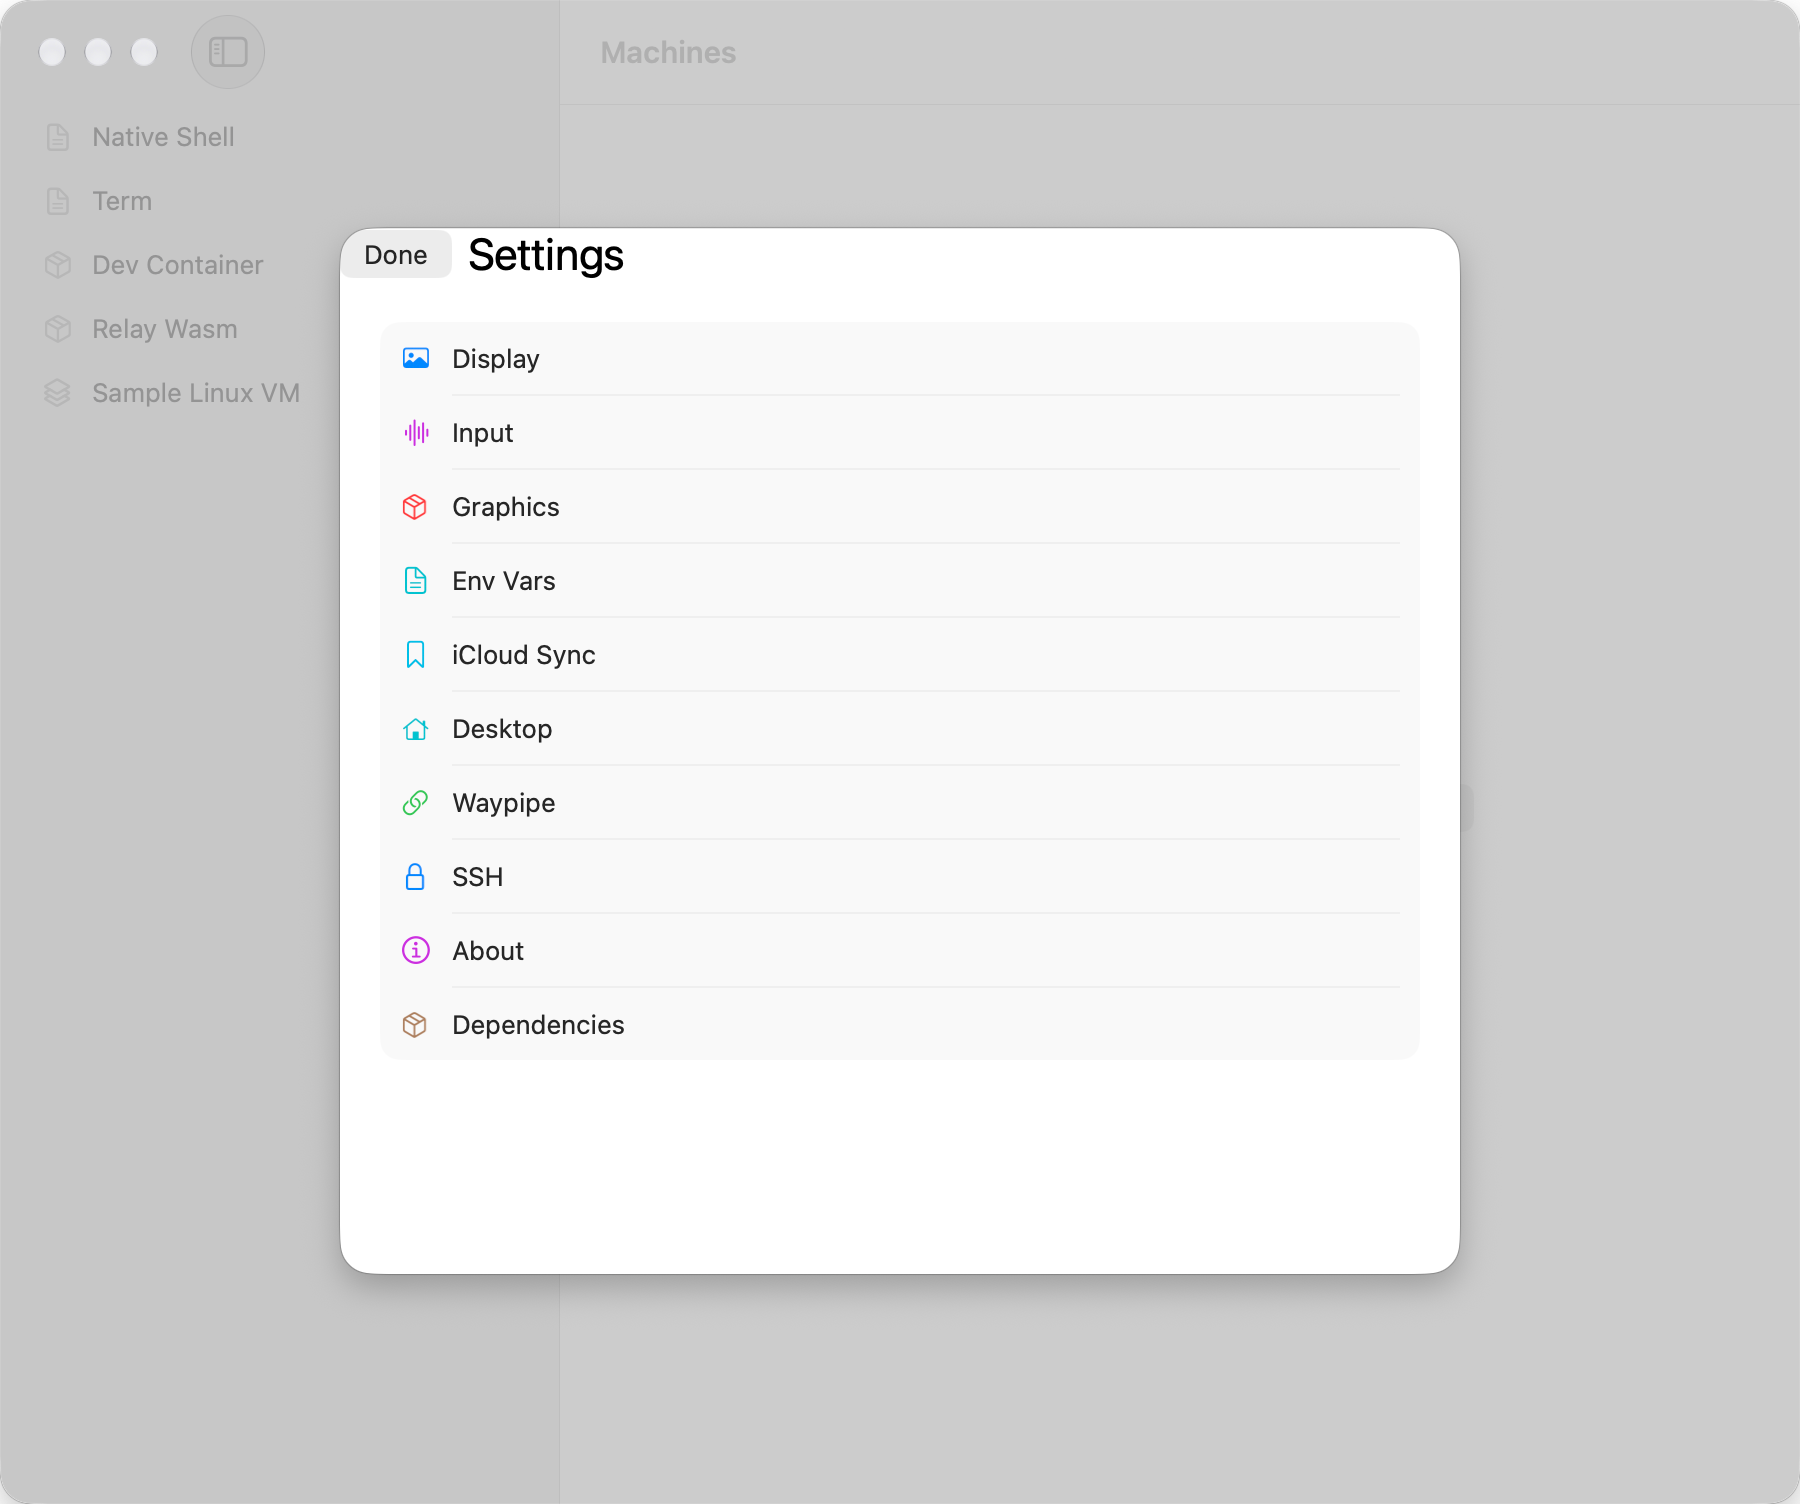 Machines
Native Shell
Term
Dev Container
Relay Wasm
Sample Linux VM
Done
Settings
Display
Input
Graphics
Env Vars
iCloud Sync
Desktop
Waypipe
SSH
About
Dependencies